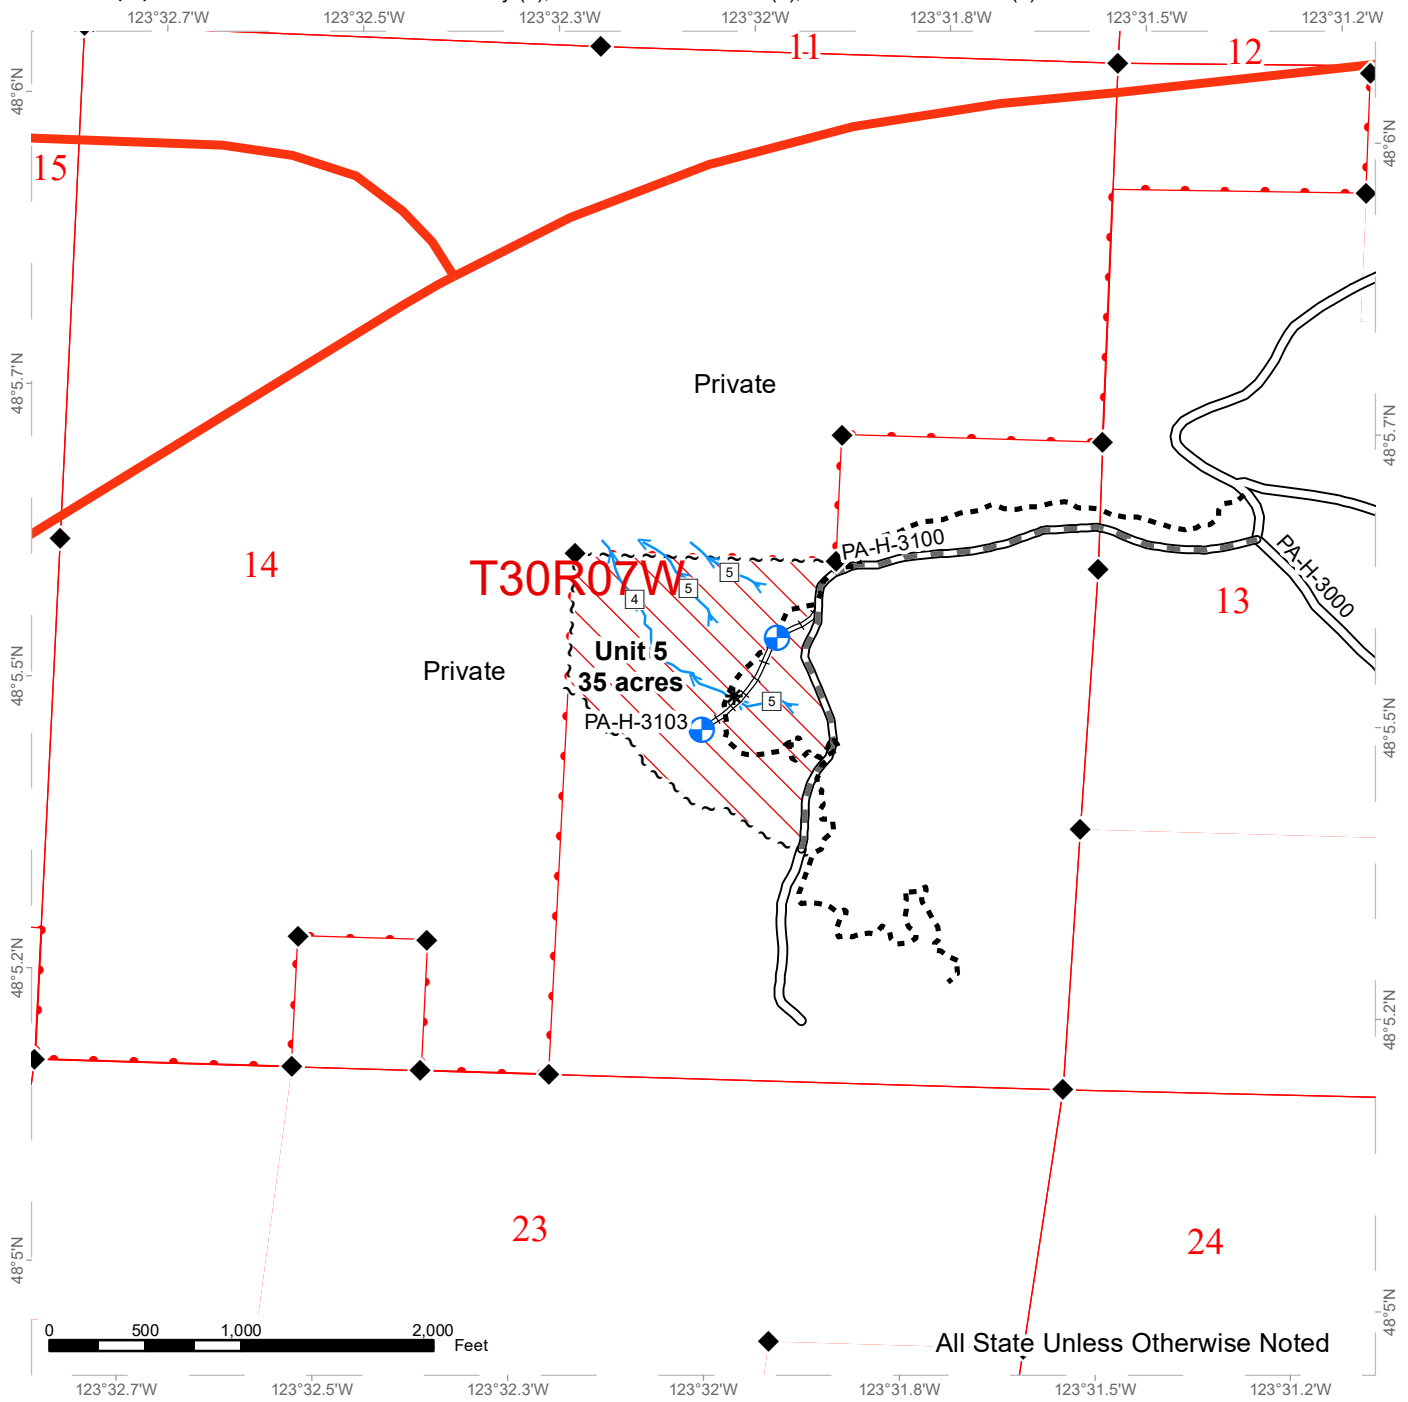 123°32.7'W
123°32.5'W
123°32.3'W
123°32'W
123°31.8'W
123°31.5'W
123°31.2'W
11
12
48°6'N
48°6'N
15
Private
48°5.7'N
48°5.7'N
PA-H-3100
14
T30R07W
5
5
4
PA-H-3000
13
Unit 5
35 acres
Private
48°5.5'N
5
PA-H-3103
48°5.5'N
48°5.2'N
48°5.2'N
23
24
48°5'N
48°5'N
0
500
1,000
2,000
Feet
All State Unless Otherwise Noted
123°32.7'W
123°32.5'W
123°32.3'W
123°32'W
123°31.8'W
123°31.5'W
123°31.2'W